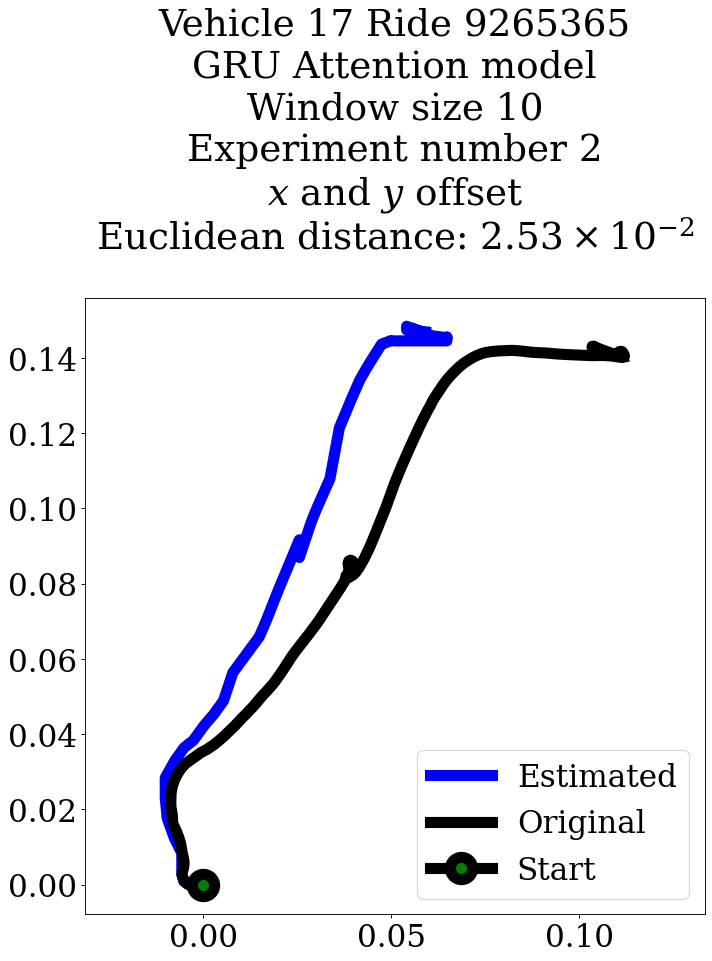 Vehicle 17 Ride 9265365
GRU Attention model
Window size 10
Experiment number 2
x and y offset
Euclidean distance: 2.53 × 10⁻²
0.14
0.12
0.10
0.08
0.06
0.04
0.02
0.00
Estimated
Original
Start
0.00 0.05 0.10